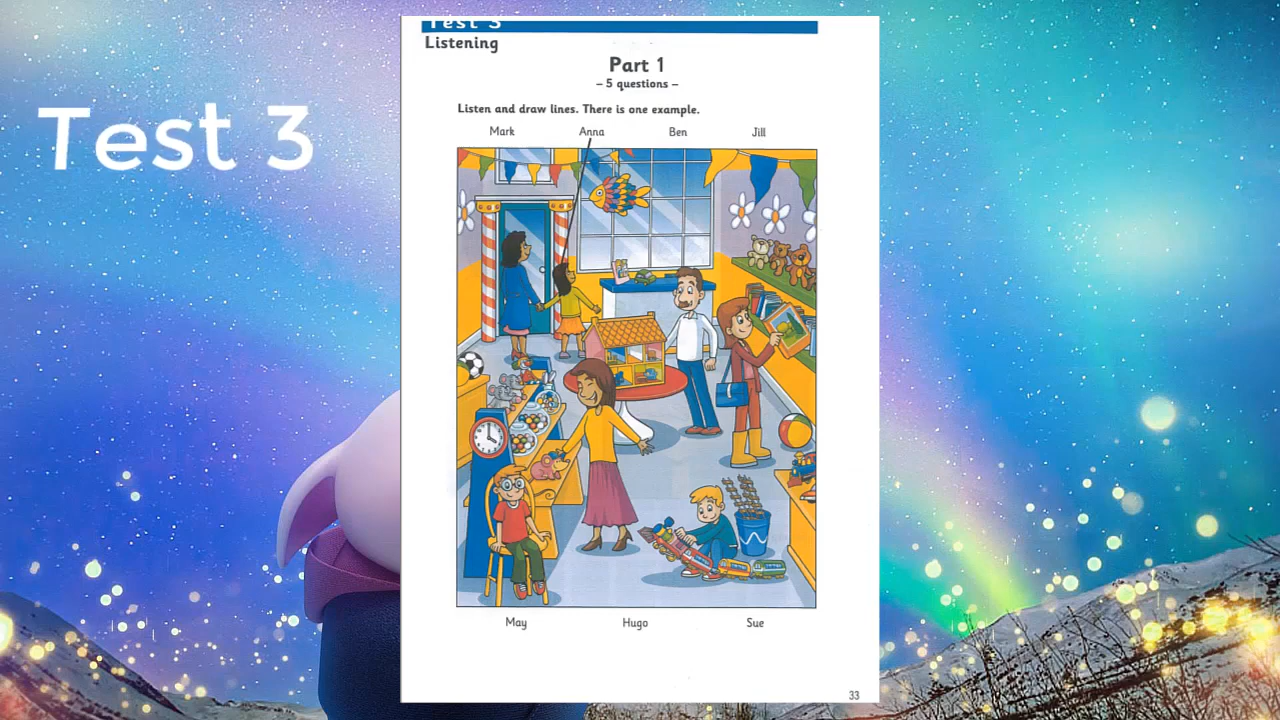 Test 3
Test 3
Listening
Part 1
– 5 questions –
Listen and draw lines. There is one example.
Mark Anna Ben Jill
May Hugo Sue
33